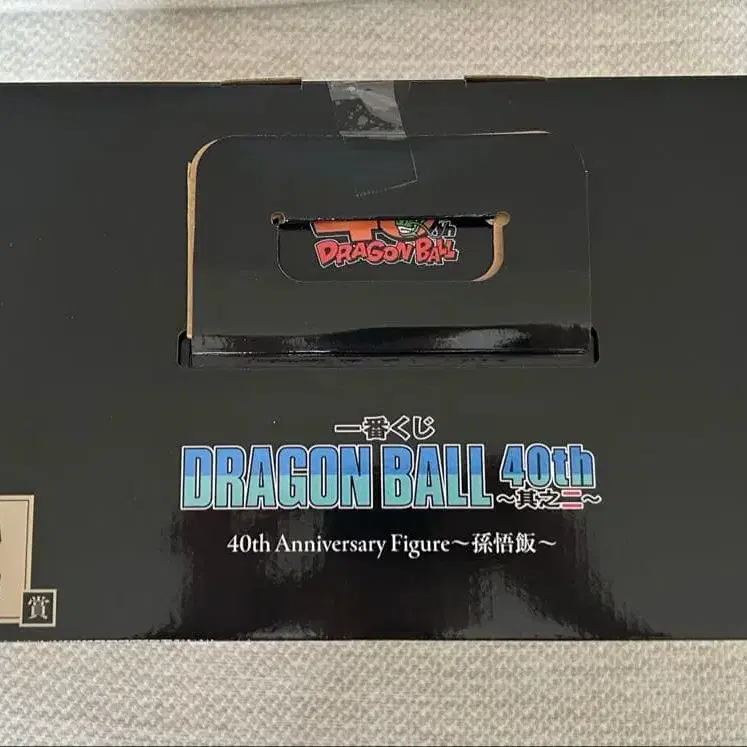 DRAGON BALL
一番くじ
DRAGON BALL 40th
～其之二～
40th Anniversary Figure～孫悟飯～
賞